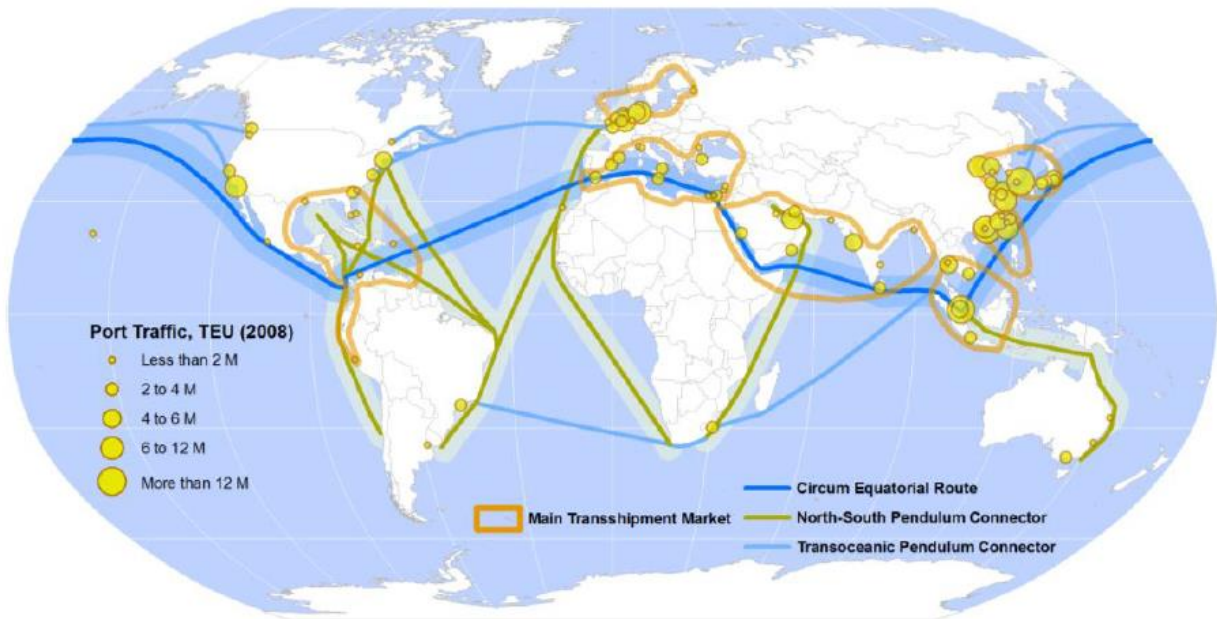 Port Traffic, TEU (2008)
Less than 2 M
2 to 4 M
4 to 6 M
6 to 12 M
More than 12 M
Main Transshipment Market
Circum Equatorial Route
North-South Pendulum Connector
Transoceanic Pendulum Connector